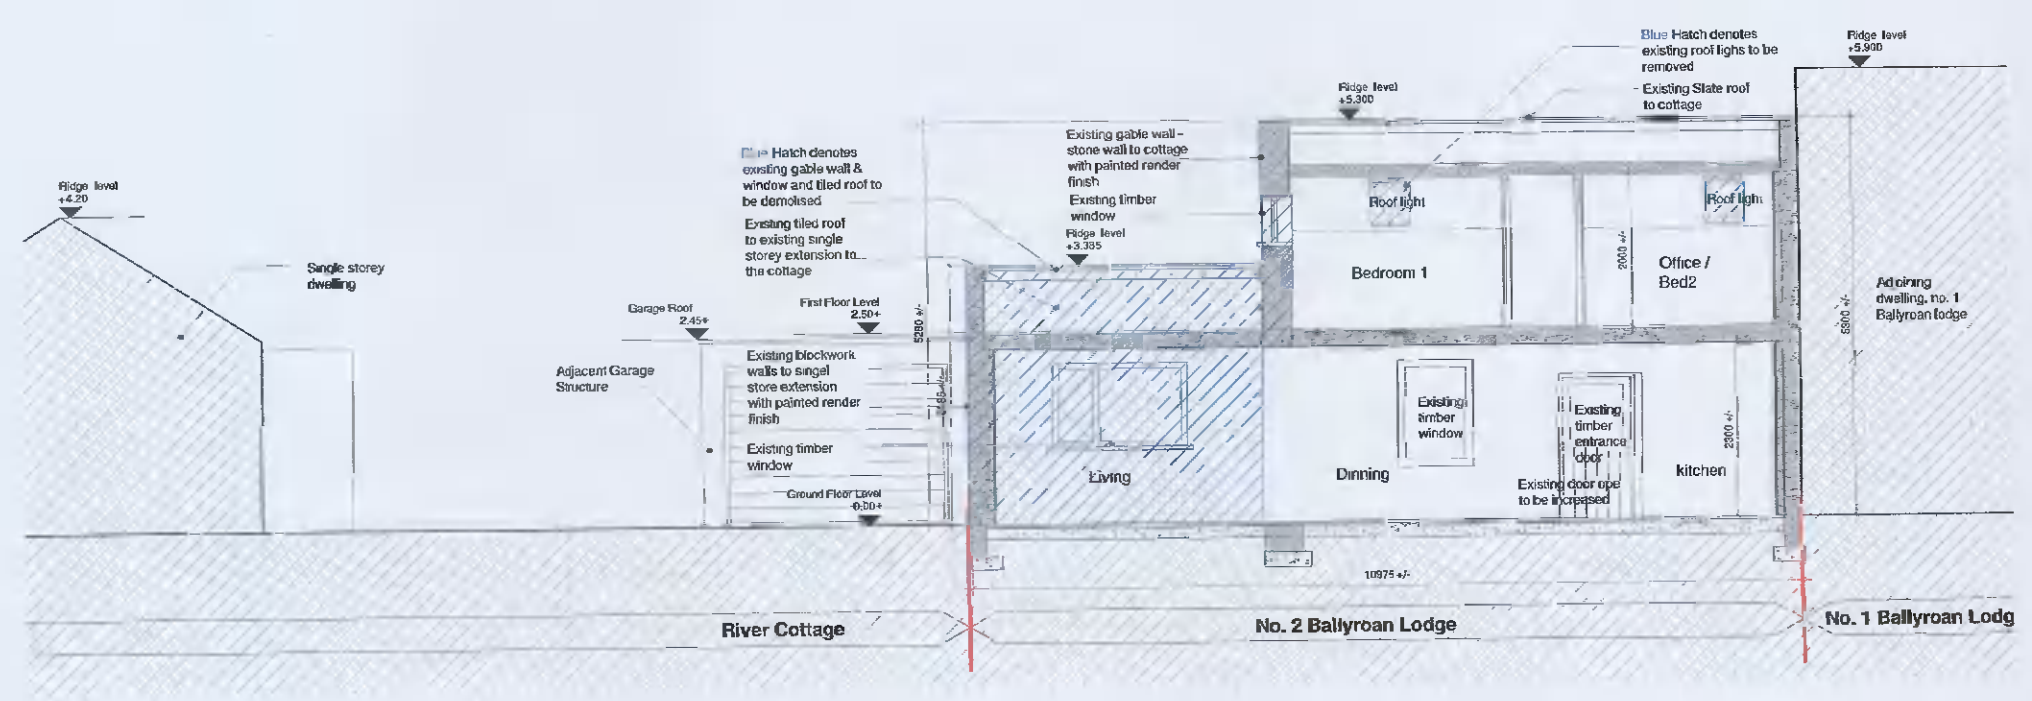 Ridge level
+4.20
Single storey
dwelling
Garage Roof
2.45+
Adjacent Garage
Structure
Blue Hatch denotes
existing gable wall &
window and tiled roof to
be demolised
Existing tiled roof
to existing single
storey extension to
the cottage
First Floor Level
2.50+
Existing blockwork
walls to singel
store extension
with painted render
finish
Existing timber
window
Ground Floor Level
-0.00+
5280 +/-
Existing gable wall -
stone wall to cottage
with painted render
finish
Existing timber
window
Ridge level
+3.385
Ridge level
+5.300
Blue Hatch denotes
existing roof lighs to be
removed
Existing Slate roof
to cottage
Ridge level
+5.900
Roof light
Roof light
Bedroom 1
Office /
Bed2
Adjoining
dwelling, no. 1
Ballyroan lodge
Existing
timber
window
Existing
timber
entrance
door
2300 +/-
Living
Dinning
kitchen
Existing door ope
to be increased
10975 +/-
River Cottage
No. 2 Ballyroan Lodge
No. 1 Ballyroan Lodg